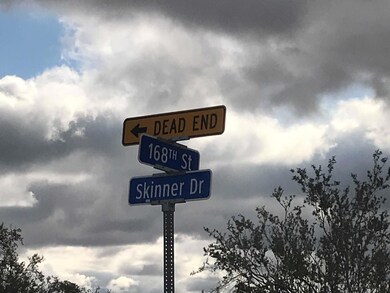 DEAD END
168TH St
Skinner Dr